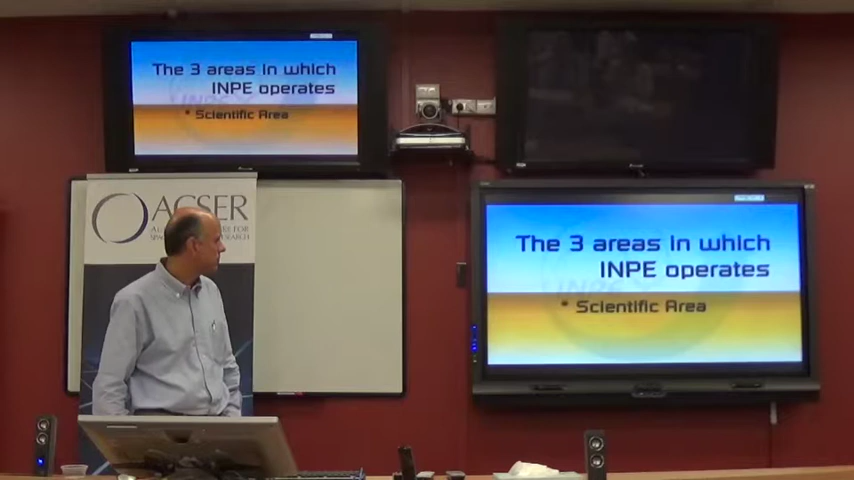 The 3 areas in which
INPE operates
• Scientific Area
ACSER
The 3 areas in which
INPE operates
• Scientific Area